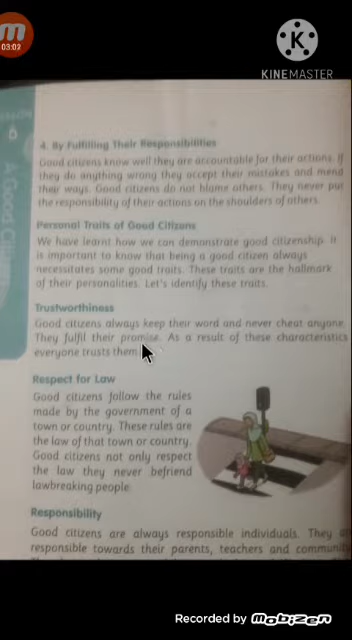 03:02
K
KINEMASTER
6
A Good Citi
4. By Fulfilling Their Responsibilities
Good citizens know well they are accountable for their actions. If
they do anything wrong they accept their mistakes and mend
their ways. Good citizens do not blame others. They never put
the responsibility of their actions on the shoulders of others.
Personal Traits of Good Citizens
We have learnt how we can demonstrate good citizenship. It
is important to know that being a good citizen always
necessitates some good traits. These traits are the hallmark
of their personalities. Let's identify these traits.
Trustworthiness
Good citizens always keep their word and never cheat anyone.
They fulfil their promise. As a result of these characteristics
everyone trusts them
Respect for Law
Good citizens follow the rules
made by the government of a
town or country. These rules are
the law of that town or country.
Good citizens not only respect
the law they never befriend
lawbreaking people.
Responsibility
Good citizens are always responsible individuals. They a
responsible towards their parents, teachers and community
Recorded by mobizen